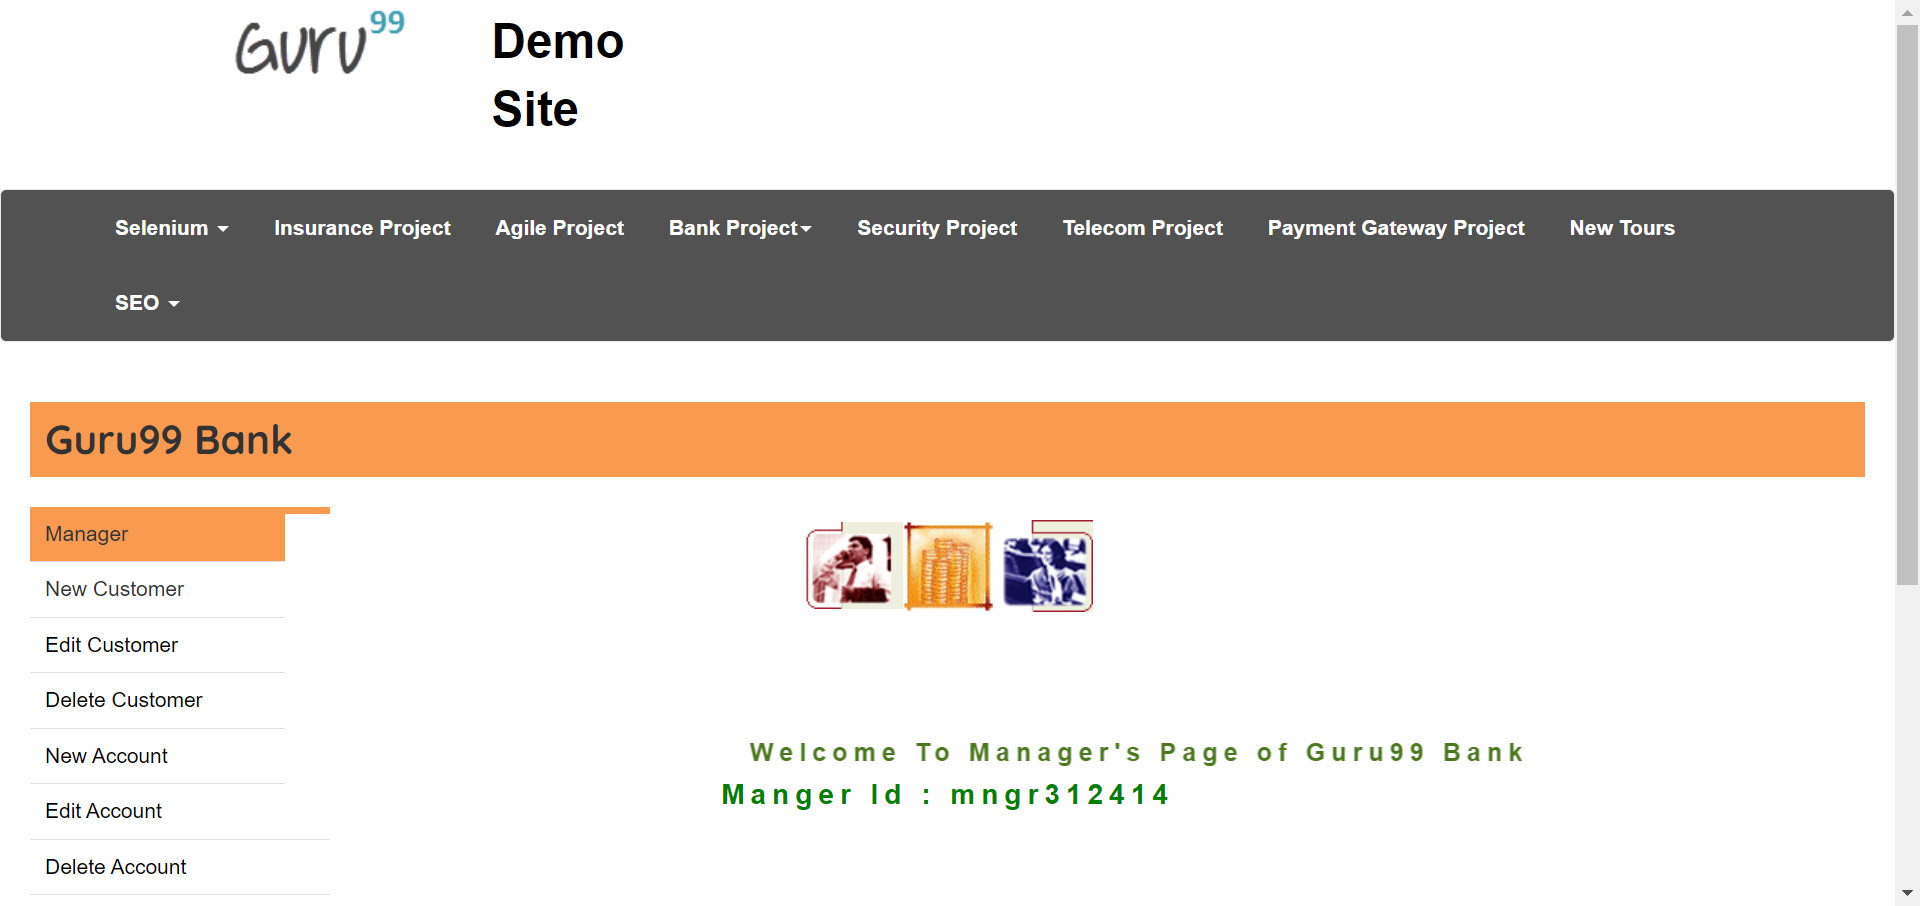 Guru99
Demo
Site
Selenium
Insurance Project
Agile Project
Bank Project
Security Project
Telecom Project
Payment Gateway Project
New Tours
SEO
Guru99 Bank
Manager
New Customer
Edit Customer
Delete Customer
New Account
Edit Account
Delete Account
Welcome To Manager's Page of Guru99 Bank
Manger Id : mngr312414